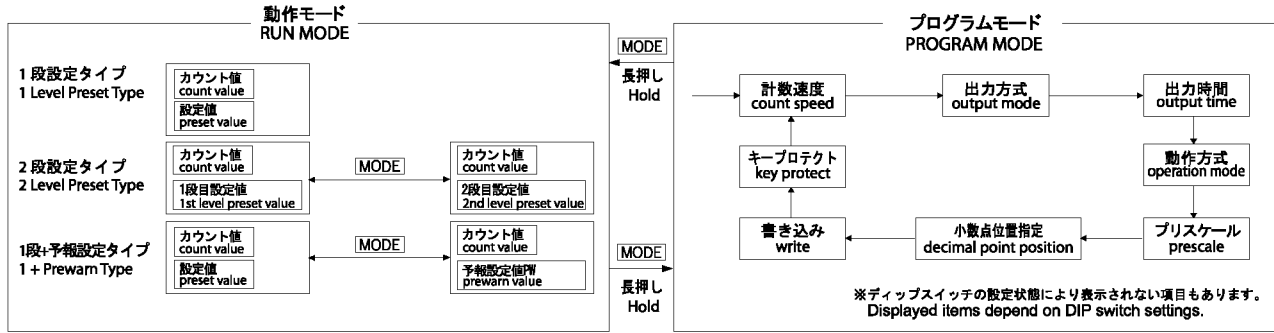 動作モード
RUN MODE
1 段設定タイプ
1 Level Preset Type
カウント値
count value
設定値
preset value
2 段設定タイプ
2 Level Preset Type
カウント値
count value
1段目設定値
1st level preset value
MODE
カウント値
count value
2段目設定値
2nd level preset value
1段+予報設定タイプ
1 + Prewarn Type
カウント値
count value
設定値
preset value
MODE
カウント値
count value
予報設定値PW
prewarn value
MODE
長押し
Hold
MODE
長押し
Hold
プログラムモード
PROGRAM MODE
計数速度
count speed
出力方式
output mode
出力時間
output time
キープロテクト
key protect
動作方式
operation mode
書き込み
write
小数点位置指定
decimal point position
プリスケール
prescale
※ディップスイッチの設定状態により表示されない項目もあります。
Displayed items depend on DIP switch settings.